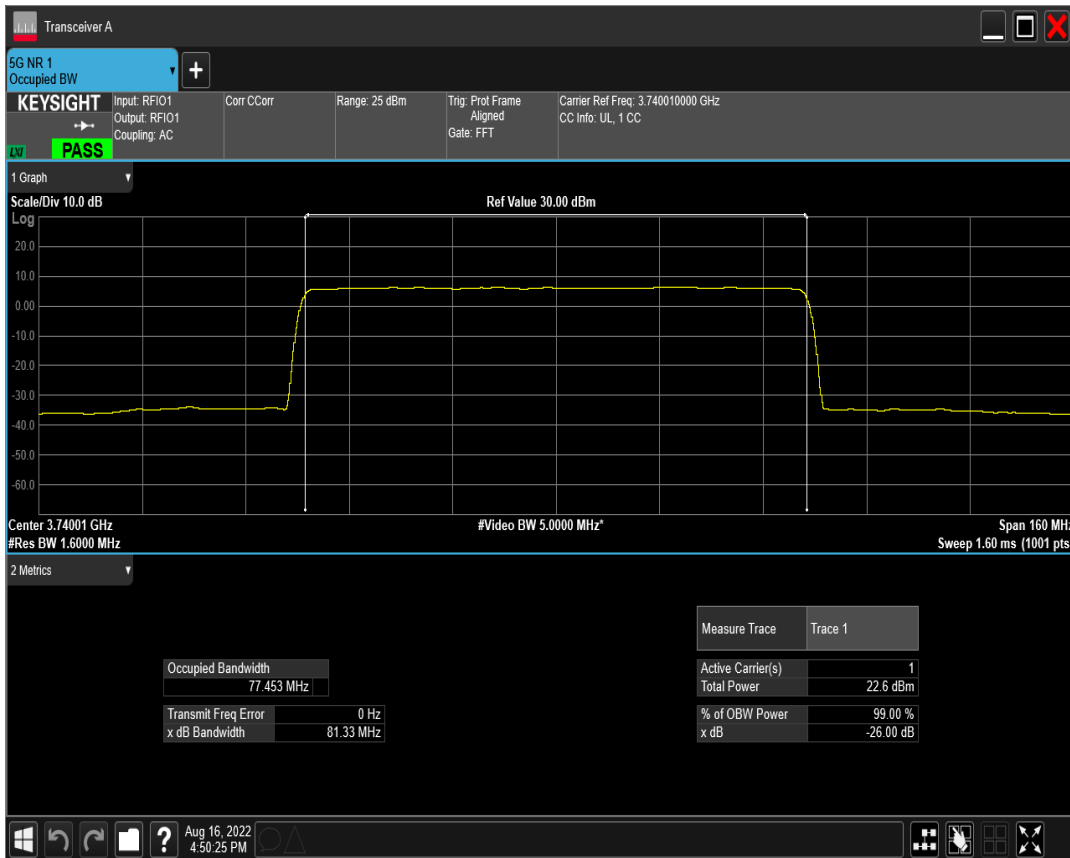 Transceiver A
5G NR 1
Occupied BW
+
KEYSIGHT
LXI
PASS
Input: RFIO1
Output: RFIO1
Coupling: AC
Corr CCorr
Range: 25 dBm
Trig: Prot Frame
Aligned
Gate: FFT
Carrier Ref Freq: 3.740010000 GHz
CC Info: UL, 1 CC
1 Graph
Scale/Div 10.0 dB
Ref Value 30.00 dBm
Log
20.0
10.0
0.00
-10.0
-20.0
-30.0
-40.0
-50.0
-60.0
Center 3.74001 GHz
#Video BW 5.0000 MHz*
Span 160 MHz
#Res BW 1.6000 MHz
Sweep 1.60 ms (1001 pts
2 Metrics
Measure Trace Trace 1
Occupied Bandwidth
77.453 MHz
Active Carrier(s) 1
Total Power 22.6 dBm
Transmit Freq Error 0 Hz
x dB Bandwidth 81.33 MHz
% of OBW Power 99.00 %
x dB -26.00 dB
?
Aug 16, 2022
4:50:25 PM